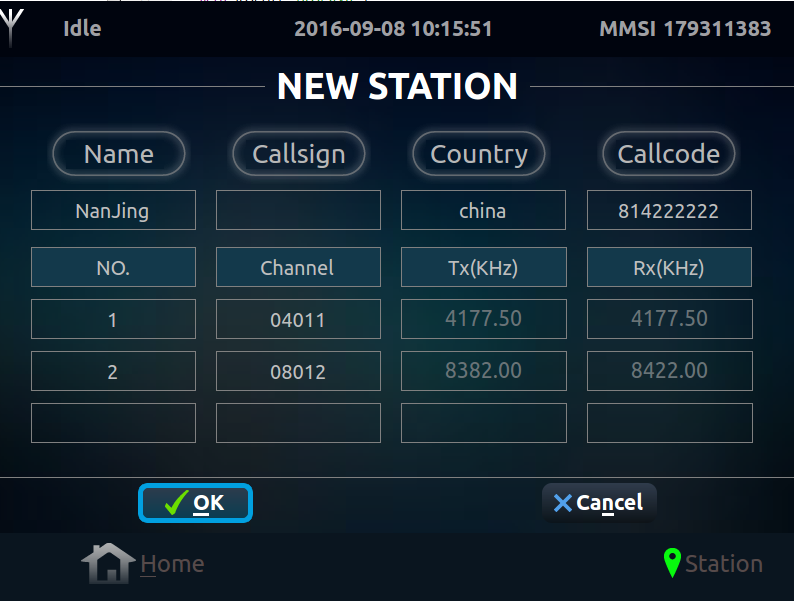 Idle 2016-09-08 10:15:51 MMSI 179311383
NEW STATION
Name Callsign Country Callcode
NanJing china 814222222
NO. Channel Tx(KHz) Rx(KHz)
1 04011 4177.50 4177.50
2 08012 8382.00 8422.00
OK Cancel
Home Station